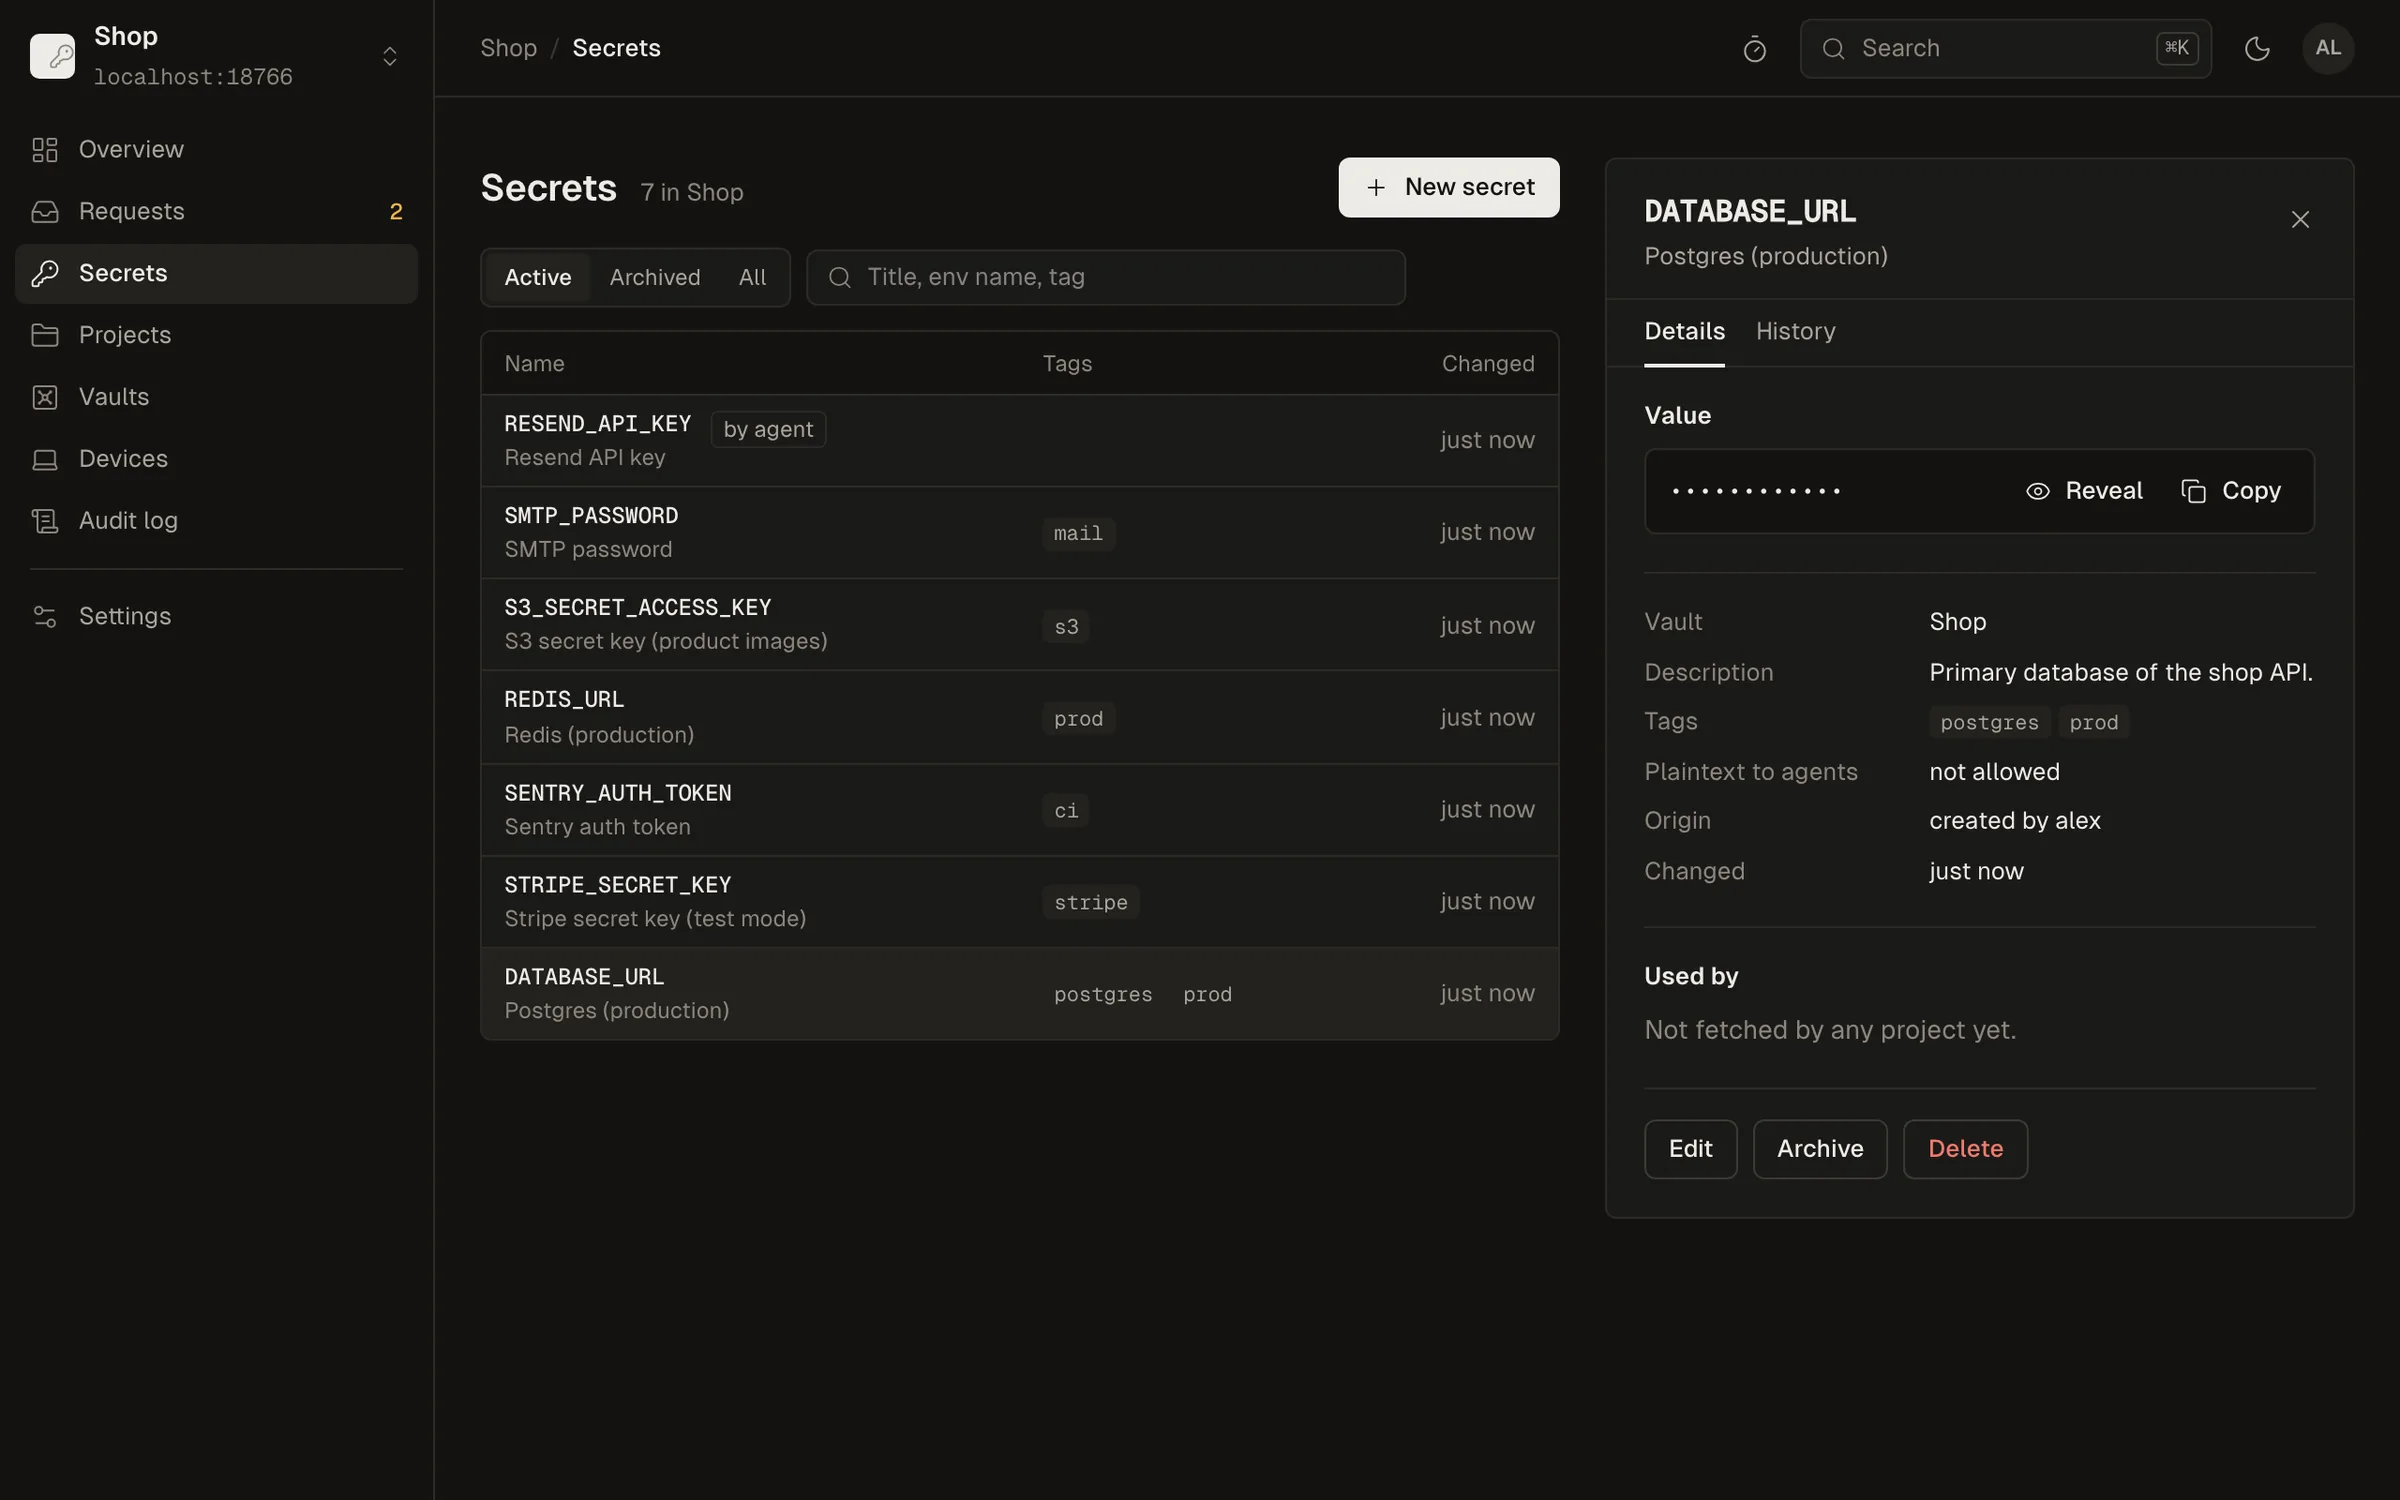 Shop
localhost:18766
Overview
Requests 2
Secrets
Projects
Vaults
Devices
Audit log
Settings
Shop / Secrets
Search ⌘K
AL
Secrets 7 in Shop
New secret
Active Archived All
Title, env name, tag
Name Tags Changed
RESEND_API_KEY by agent
Resend API key
just now
SMTP_PASSWORD
SMTP password
mail
just now
S3_SECRET_ACCESS_KEY
S3 secret key (product images)
s3
just now
REDIS_URL
Redis (production)
prod
just now
SENTRY_AUTH_TOKEN
Sentry auth token
ci
just now
STRIPE_SECRET_KEY
Stripe secret key (test mode)
stripe
just now
DATABASE_URL
Postgres (production)
postgres prod
just now
DATABASE_URL
Postgres (production)
Details History
Value
•••••••••••• Reveal Copy
Vault Shop
Description Primary database of the shop API.
Tags postgres prod
Plaintext to agents not allowed
Origin created by alex
Changed just now
Used by
Not fetched by any project yet.
Edit Archive Delete